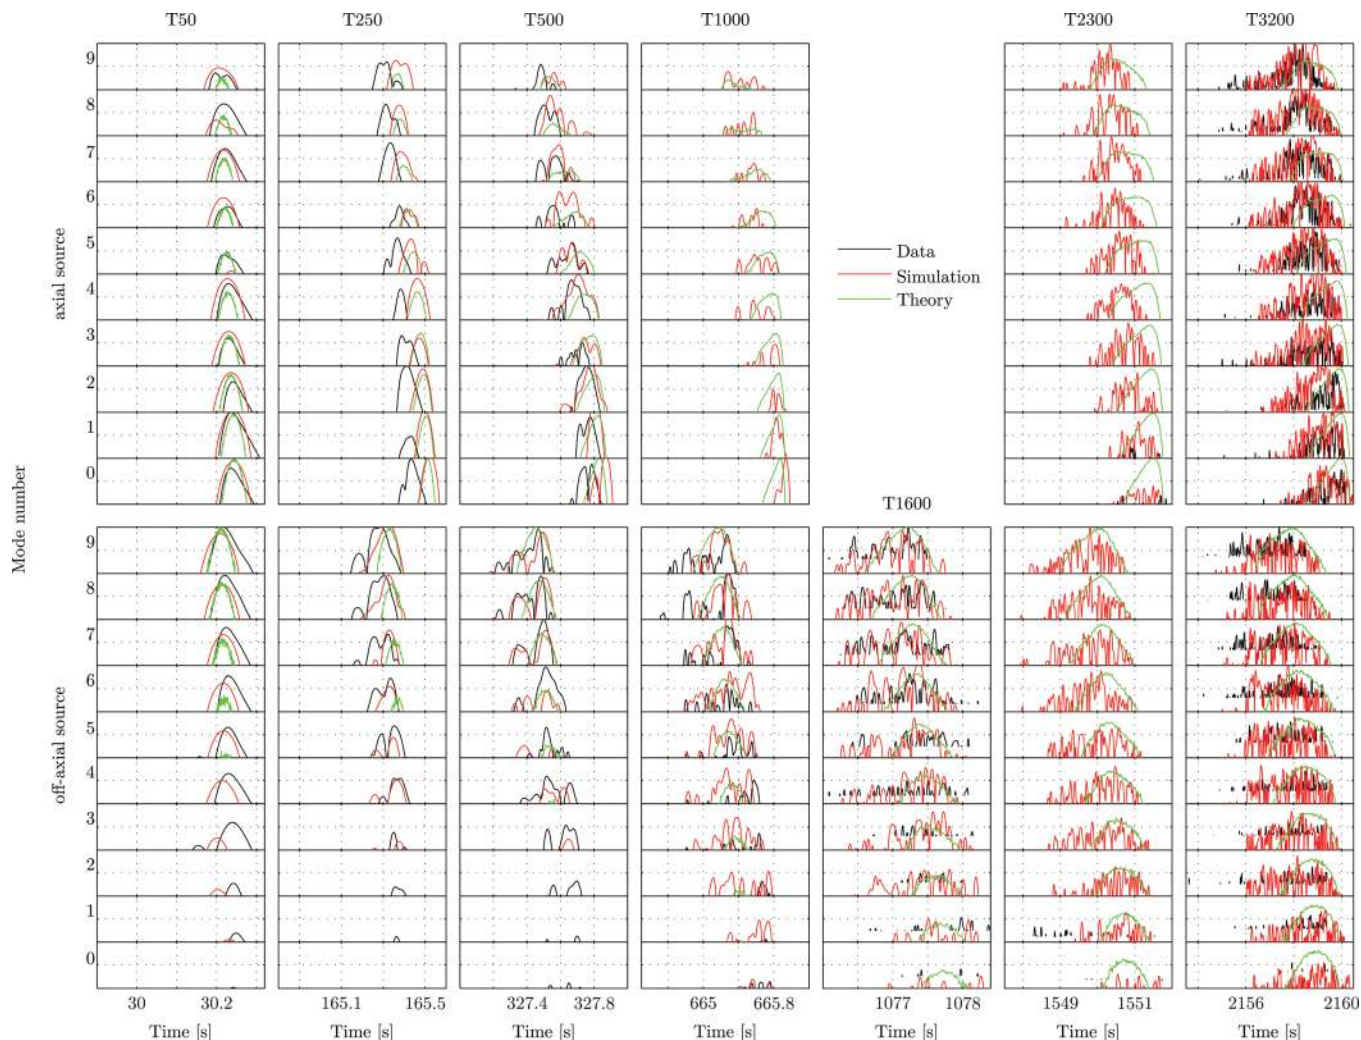 T50 T250 T500 T1000 T2300 T3200
9
8
7
6
5
4
3
2
1
0
axial source
Data
Simulation
Theory
Mode number
T1600
9
8
7
6
5
4
3
2
1
0
off-axial source
30 30.2 165.1 165.5 327.4 327.8 665 665.8 1077 1078 1549 1551 2156 2160
Time [s] Time [s] Time [s] Time [s] Time [s] Time [s] Time [s]